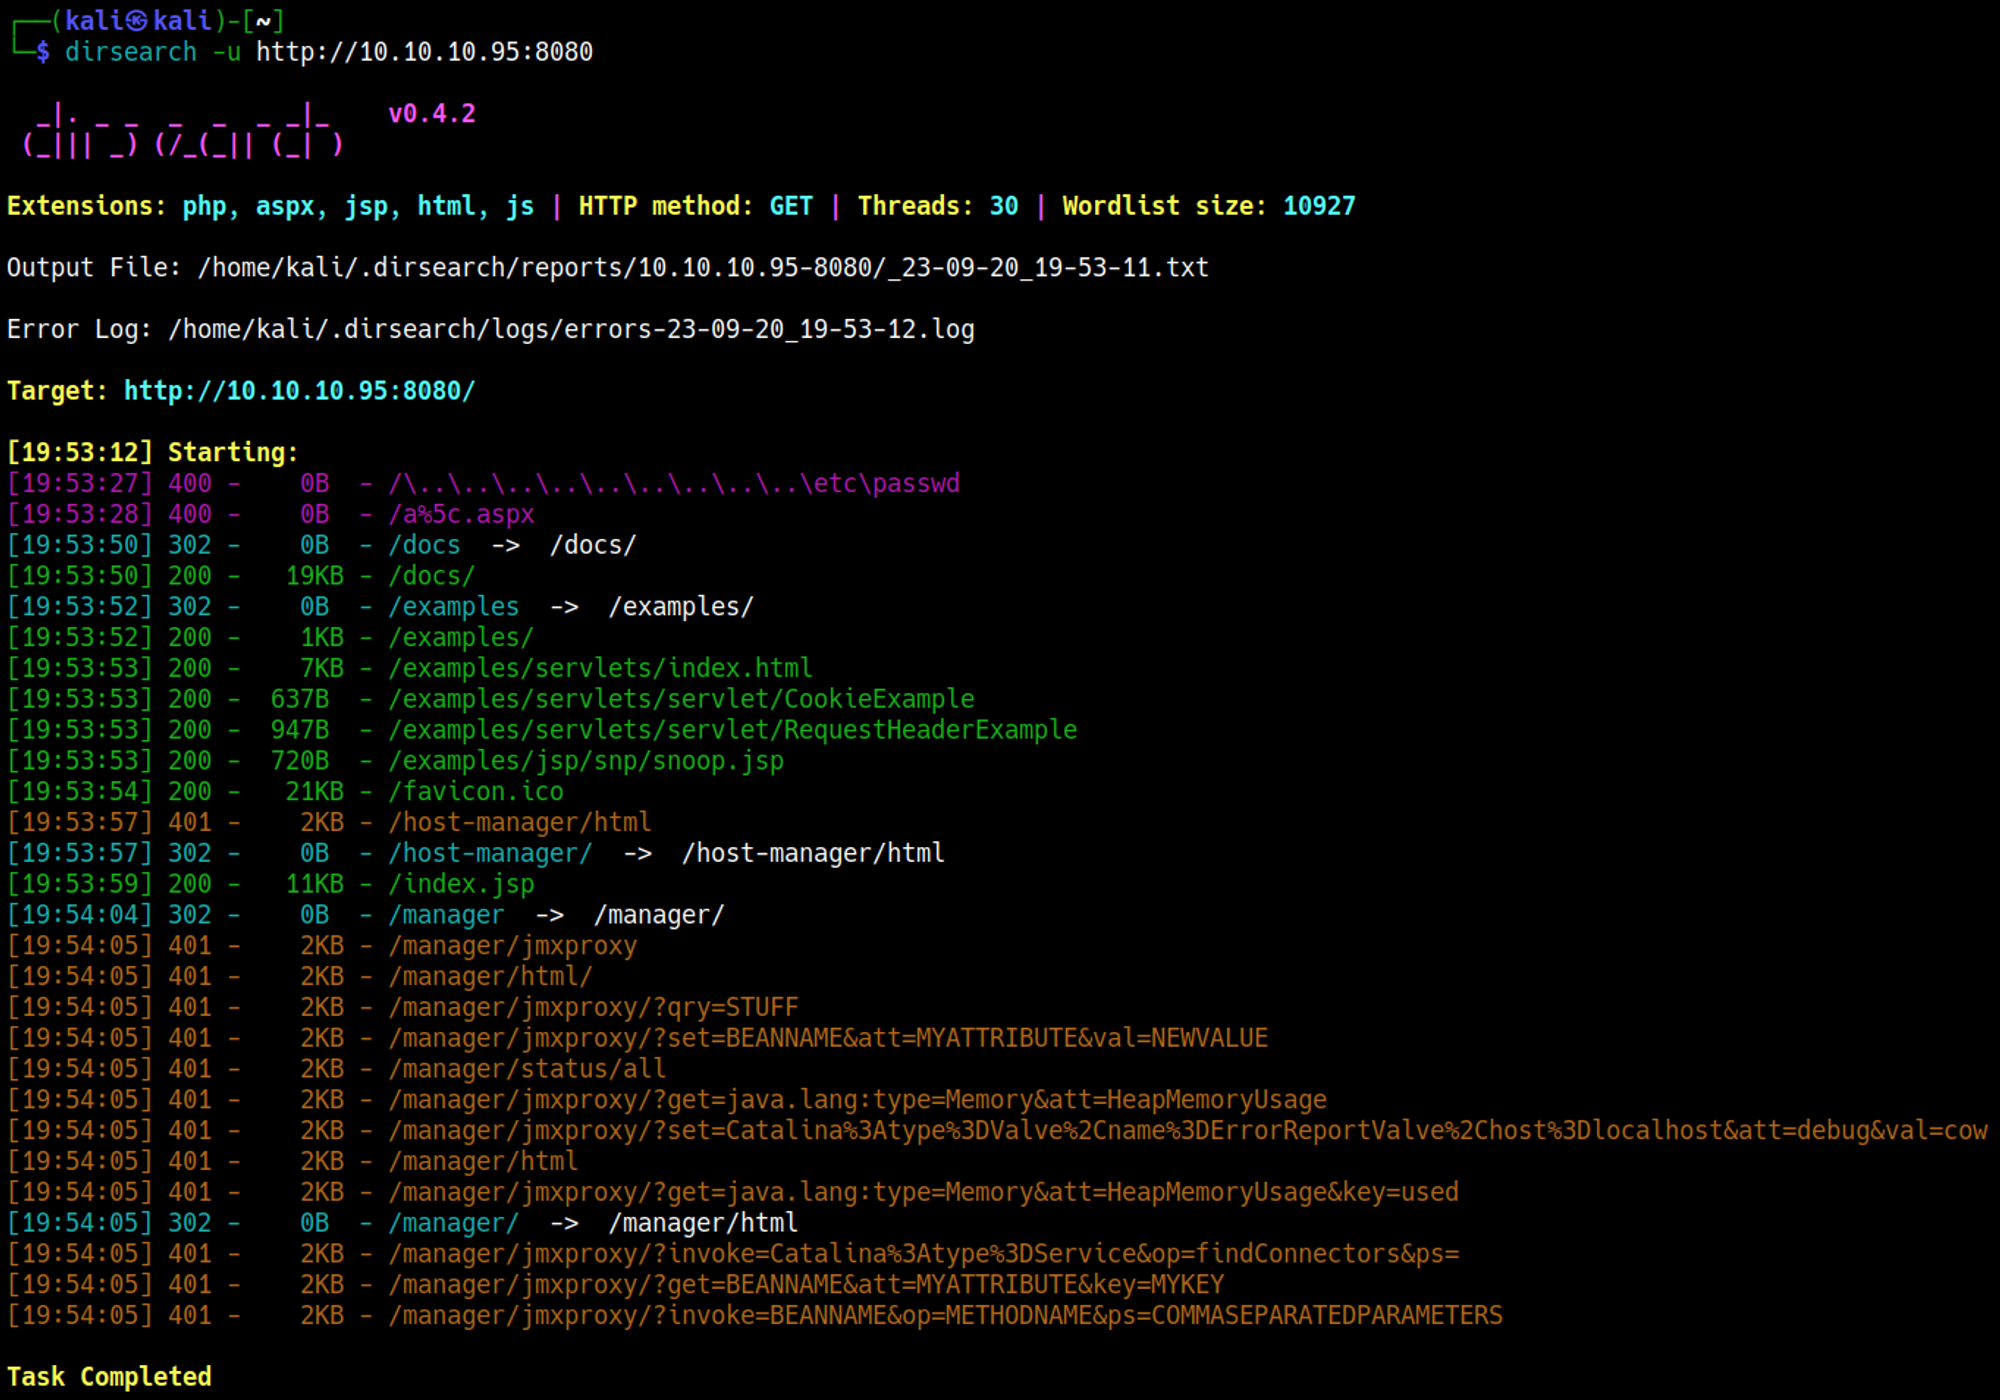 ┌──(kali㉿kali)-[~]
└─$ dirsearch -u http://10.10.10.95:8080
  _|. _ _  _  _  _ _|_    v0.4.2
 (_||| _) (/_(_|| (_| )
Extensions: php, aspx, jsp, html, js | HTTP method: GET | Threads: 30 | Wordlist size: 10927
Output File: /home/kali/.dirsearch/reports/10.10.10.95-8080/_23-09-20_19-53-11.txt
Error Log: /home/kali/.dirsearch/logs/errors-23-09-20_19-53-12.log
Target: http://10.10.10.95:8080/
[19:53:12] Starting:
[19:53:27] 400 -    0B  - /\..\..\..\..\..\..\..\..\..\etc\passwd
[19:53:28] 400 -    0B  - /a%5c.aspx
[19:53:50] 302 -    0B  - /docs  ->  /docs/
[19:53:50] 200 -   19KB - /docs/
[19:53:52] 302 -    0B  - /examples  ->  /examples/
[19:53:52] 200 -    1KB - /examples/
[19:53:53] 200 -    7KB - /examples/servlets/index.html
[19:53:53] 200 -  637B  - /examples/servlets/servlet/CookieExample
[19:53:53] 200 -  947B  - /examples/servlets/servlet/RequestHeaderExample
[19:53:53] 200 -  720B  - /examples/jsp/snp/snoop.jsp
[19:53:54] 200 -   21KB - /favicon.ico
[19:53:57] 401 -    2KB - /host-manager/html
[19:53:57] 302 -    0B  - /host-manager/  ->  /host-manager/html
[19:53:59] 200 -   11KB - /index.jsp
[19:54:04] 302 -    0B  - /manager  ->  /manager/
[19:54:05] 401 -    2KB - /manager/jmxproxy
[19:54:05] 401 -    2KB - /manager/html/
[19:54:05] 401 -    2KB - /manager/jmxproxy/?qry=STUFF
[19:54:05] 401 -    2KB - /manager/jmxproxy/?set=BEANNAME&att=MYATTRIBUTE&val=NEWVALUE
[19:54:05] 401 -    2KB - /manager/status/all
[19:54:05] 401 -    2KB - /manager/jmxproxy/?get=java.lang:type=Memory&att=HeapMemoryUsage
[19:54:05] 401 -    2KB - /manager/jmxproxy/?set=Catalina%3Atype%3DValve%2Cname%3DErrorReportValve%2Chost%3Dlocalhost&att=debug&val=cow
[19:54:05] 401 -    2KB - /manager/html
[19:54:05] 401 -    2KB - /manager/jmxproxy/?get=java.lang:type=Memory&att=HeapMemoryUsage&key=used
[19:54:05] 302 -    0B  - /manager/  ->  /manager/html
[19:54:05] 401 -    2KB - /manager/jmxproxy/?invoke=Catalina%3Atype%3DService&op=findConnectors&ps=
[19:54:05] 401 -    2KB - /manager/jmxproxy/?get=BEANNAME&att=MYATTRIBUTE&key=MYKEY
[19:54:05] 401 -    2KB - /manager/jmxproxy/?invoke=BEANNAME&op=METHODNAME&ps=COMMASEPARATEDPARAMETERS
Task Completed